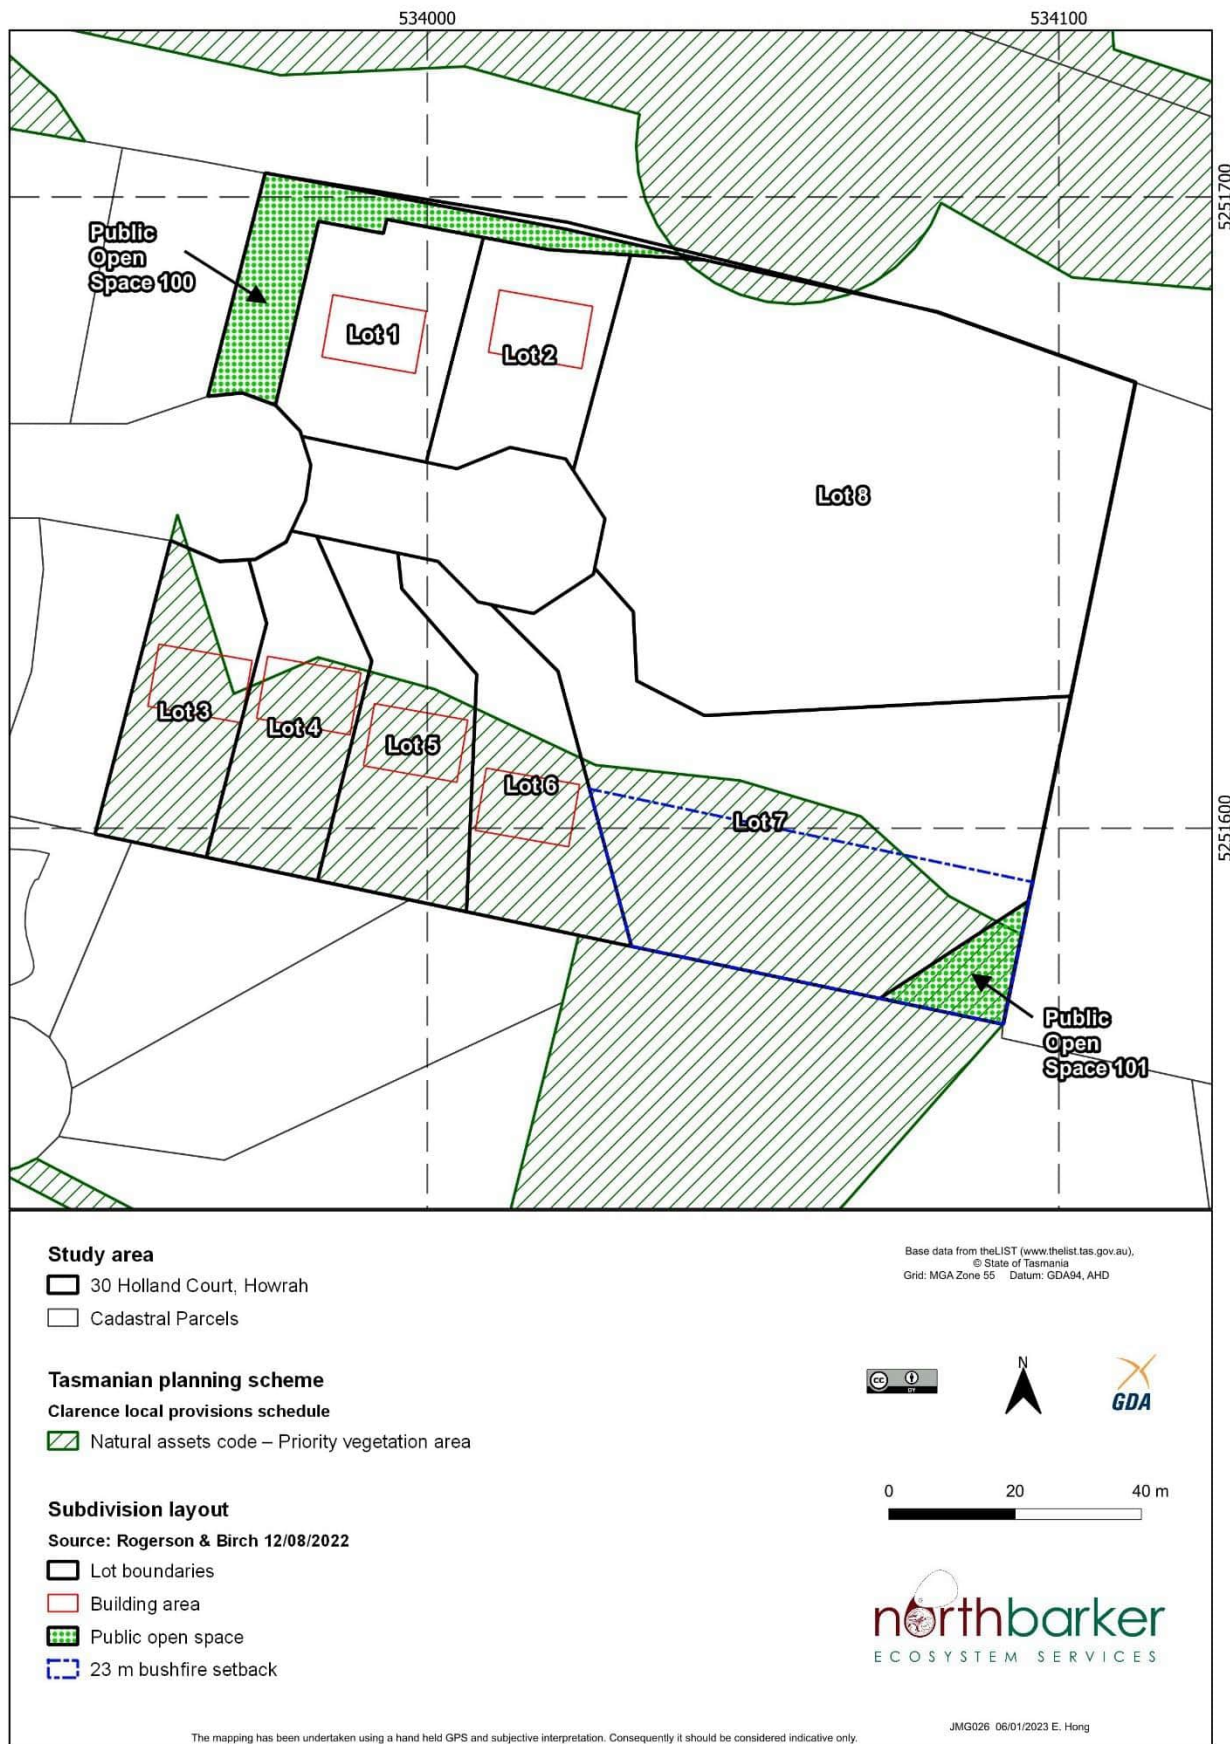 534000
534100
5251700
Public
Open
Space 100
Lot 1
Lot 2
Lot 8
Lot 3
Lot 4
Lot 5
Lot 6
Lot 7
5251600
Public
Open
Space 101
Study area
30 Holland Court, Howrah
Cadastral Parcels
Tasmanian planning scheme
Clarence local provisions schedule
Natural assets code – Priority vegetation area
Subdivision layout
Source: Rogerson & Birch 12/08/2022
Lot boundaries
Building area
Public open space
23 m bushfire setback
Base data from theLIST (www.thelist.tas.gov.au),
© State of Tasmania
Grid: MGA Zone 55 Datum: GDA94, AHD
cc
BY
N
GDA
0 20 40 m
northbarker
ECOSYSTEM SERVICES
JMG026 06/01/2023 E. Hong
The mapping has been undertaken using a hand held GPS and subjective interpretation. Consequently it should be considered indicative only.